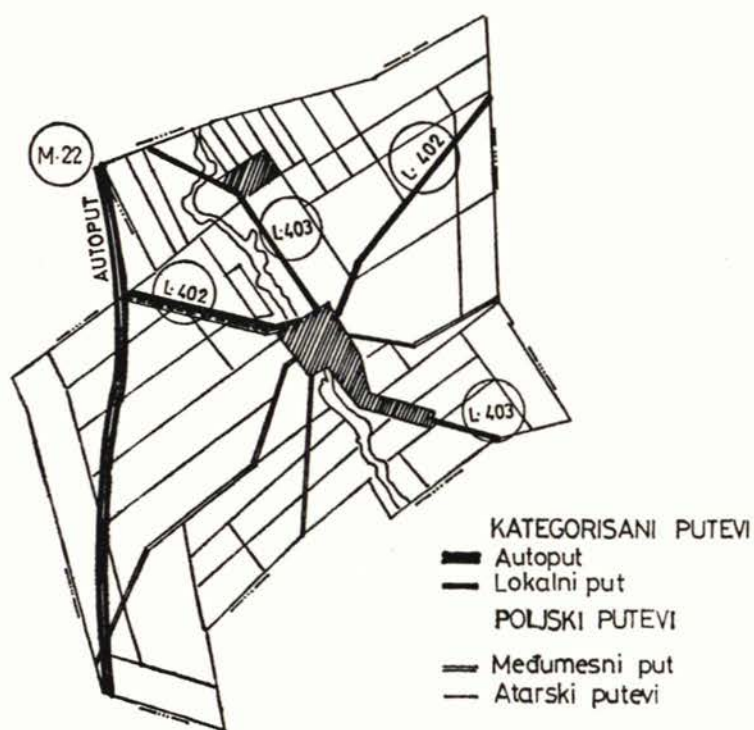 M-22
AUTOPUT
L-402
L-403
L-402
L-403
KATEGORISANI PUTEVI
Autoput
Lokalni put
POLJSKI PUTEVI
Međumesni put
Atarski putevi